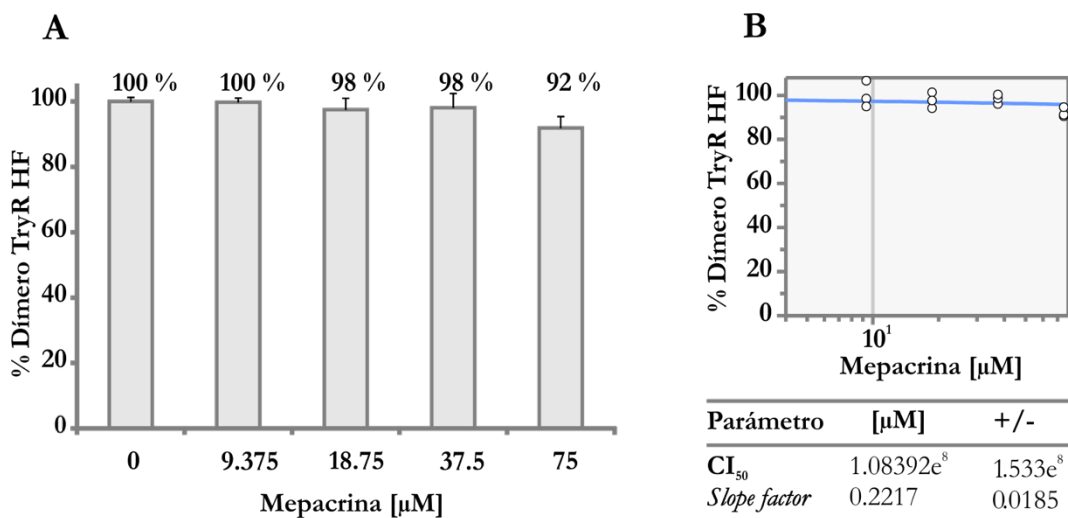 A
100 %
100 %
98 %
98 %
92 %
% Dímero TryR HF
100
80
60
40
20
0
0
9.375
18.75
37.5
75
Mepacrina [µM]
B
% Dímero TryR HF
100
80
60
40
20
0
10¹
Mepacrina [µM]
Parámetro [µM] +/-
CI₅₀ 1.08392e⁸ 1.533e⁸
Slope factor 0.2217 0.0185